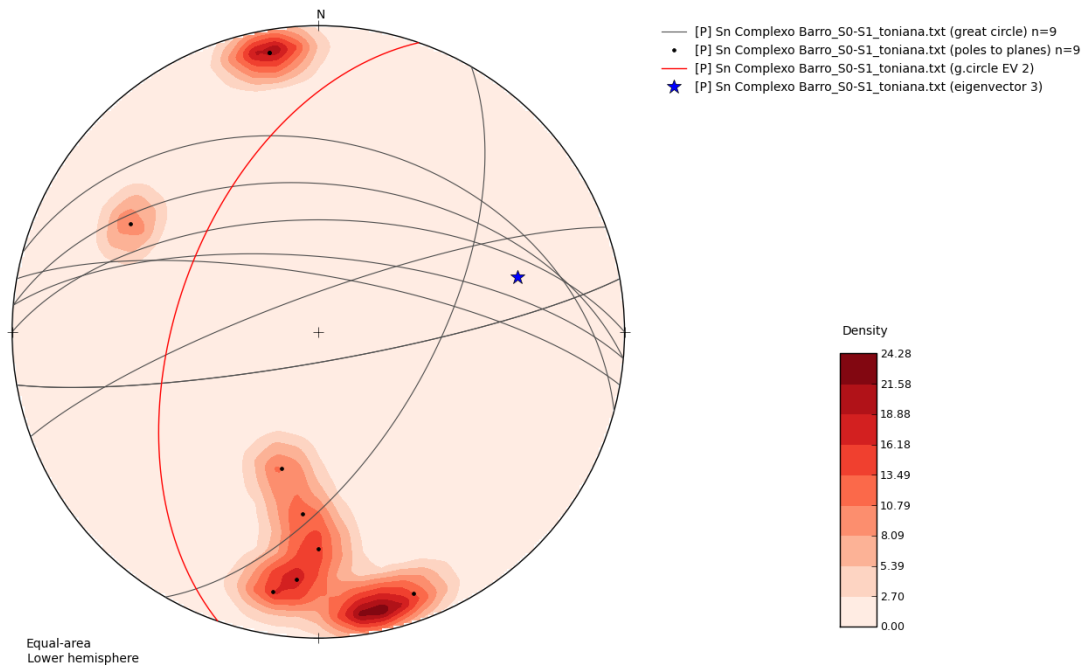 N
[P] Sn Complexo Barro_S0-S1_toniana.txt (great circle) n=9
[P] Sn Complexo Barro_S0-S1_toniana.txt (poles to planes) n=9
[P] Sn Complexo Barro_S0-S1_toniana.txt (g.circle EV 2)
[P] Sn Complexo Barro_S0-S1_toniana.txt (eigenvector 3)
Density
24.28
21.58
18.88
16.18
13.49
10.79
8.09
5.39
2.70
0.00
Equal-area
Lower hemisphere